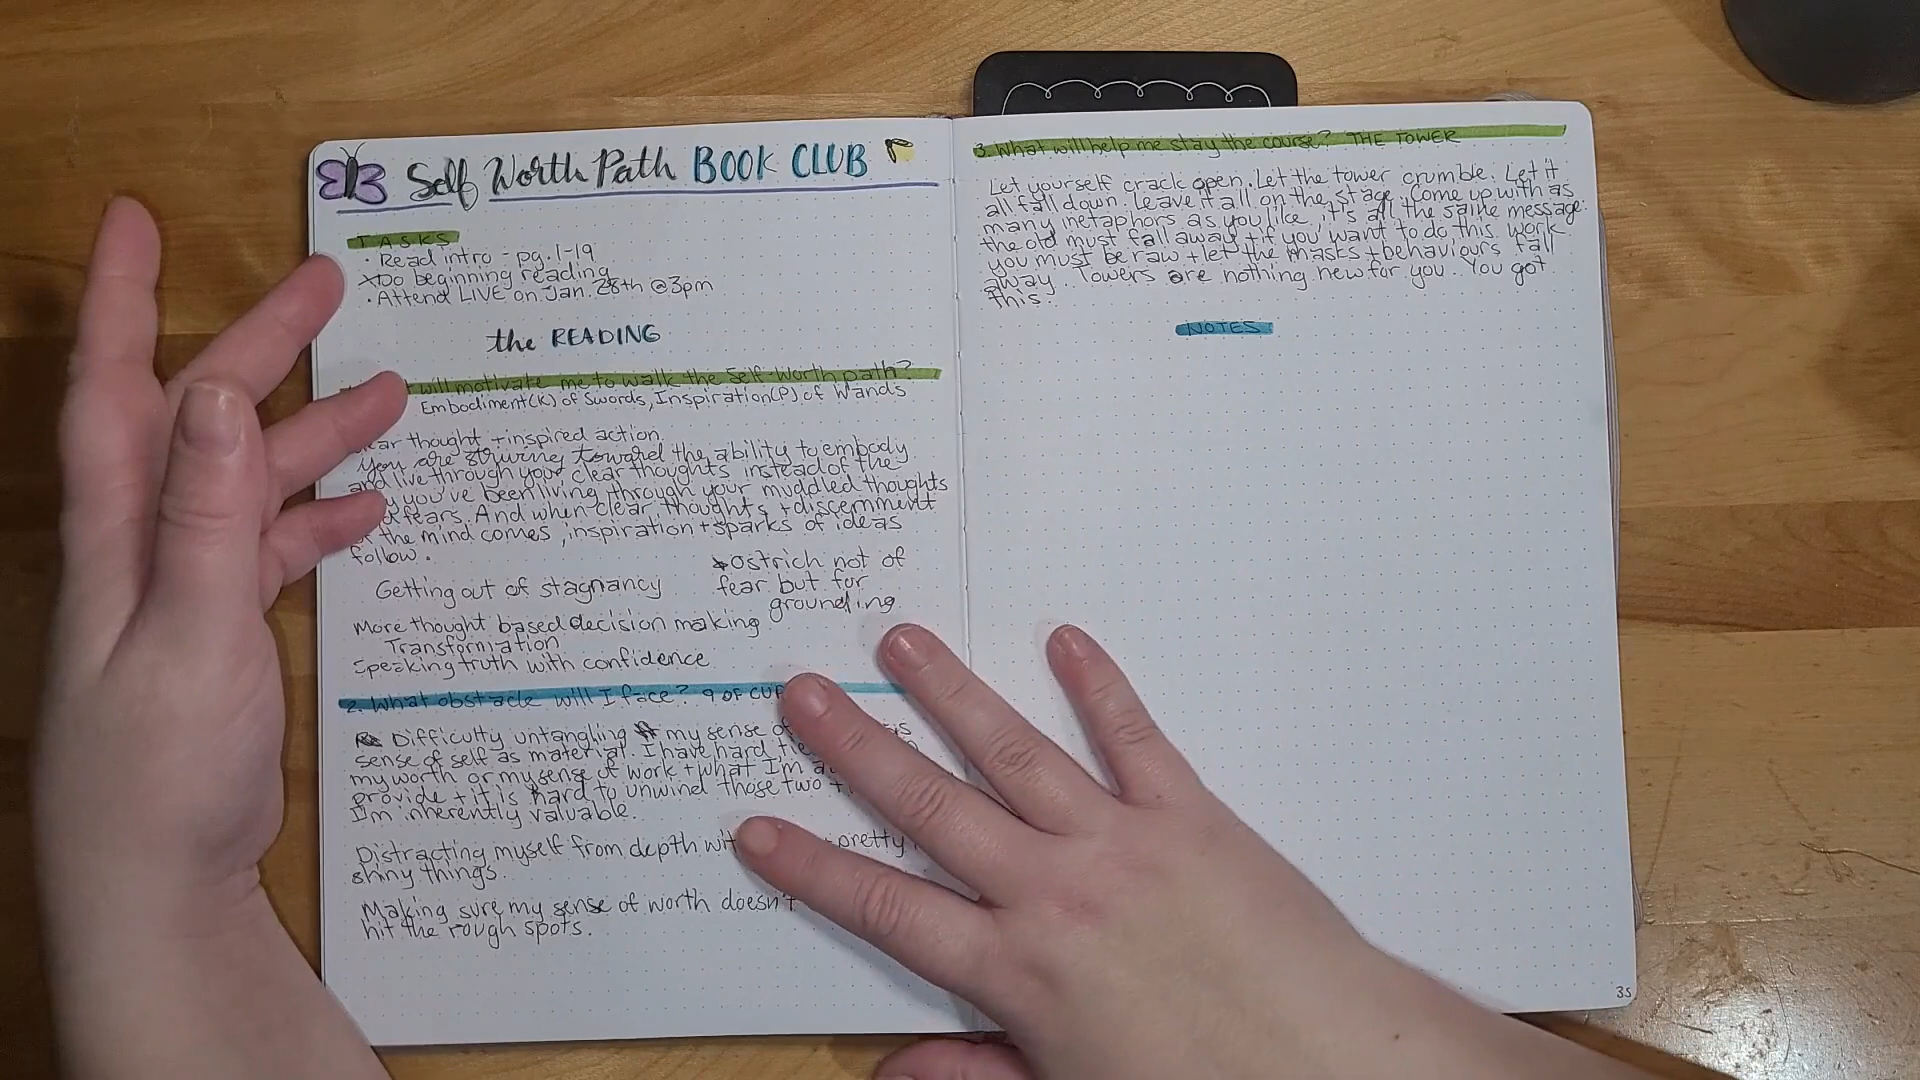 Self Worth Path BOOK CLUB
TASKS
• Read intro - pg. 1-19
xDo beginning reading
• Attend LIVE on Jan. 28th @3pm
the READING
will motivate me to walk the Self-Worth path?
Embodiment(K) of Swords, Inspiration(P) of Wands
thought + inspired action.
You are striving toward the ability to embody
and live through your clear thoughts instead of the
you've been living through your muddled thoughts
fears. And when clear thoughts + discernment
the mind comes, inspiration + sparks of ideas
follow.
Getting out of stagnancy
*Ostrich not of
fear but for
grounding
More thought based decision making
Transformation
Speaking truth with confidence
2. What obstacle will I face? 9 OF
Difficulty untangling my sense
sense of self as material. I have hard
my worth or my sense of work + what I'm
provide + it is hard to unwind those two +
I'm inherently valuable.
Distracting myself from depth pretty
shiny things.
Making sure my sense of worth doesn't
hit the rough spots.
3. What will help me stay the course? THE TOWER
Let yourself crack open. Let the tower crumble. Let it
all fall down. Leave it all on the stage. Come up with as
many metaphors as you like, it's all the same message:
the old must fall away + if you want to do this work
you must be raw + let the masks + behaviours fall
away. Towers are nothing new for you. You got
this.
NOTES
35